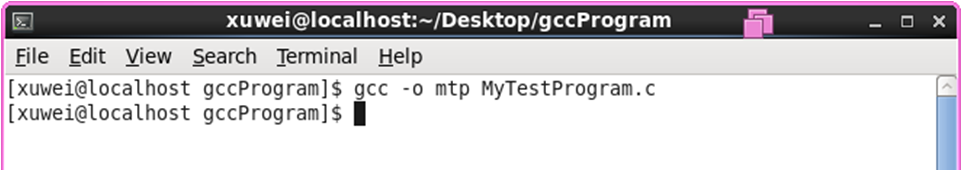 xuwei@localhost:~/Desktop/gccProgram
File Edit View Search Terminal Help
[xuwei@localhost gccProgram]$ gcc -o mtp MyTestProgram.c
[xuwei@localhost gccProgram]$